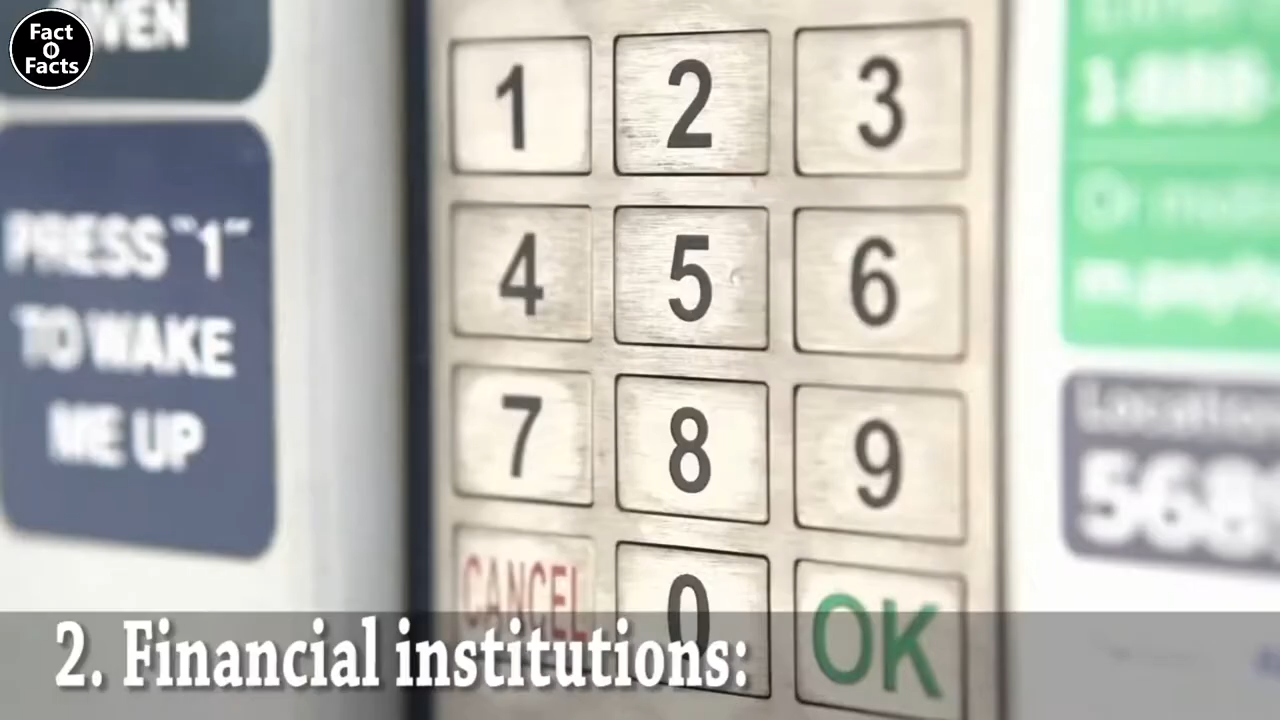 Fact
O
Facts
PRESS "1"
TO WAKE
ME UP
1 2 3
4 5 6
7 8 9
CANCEL 0 OK
Location
568
2. Financial institutions: